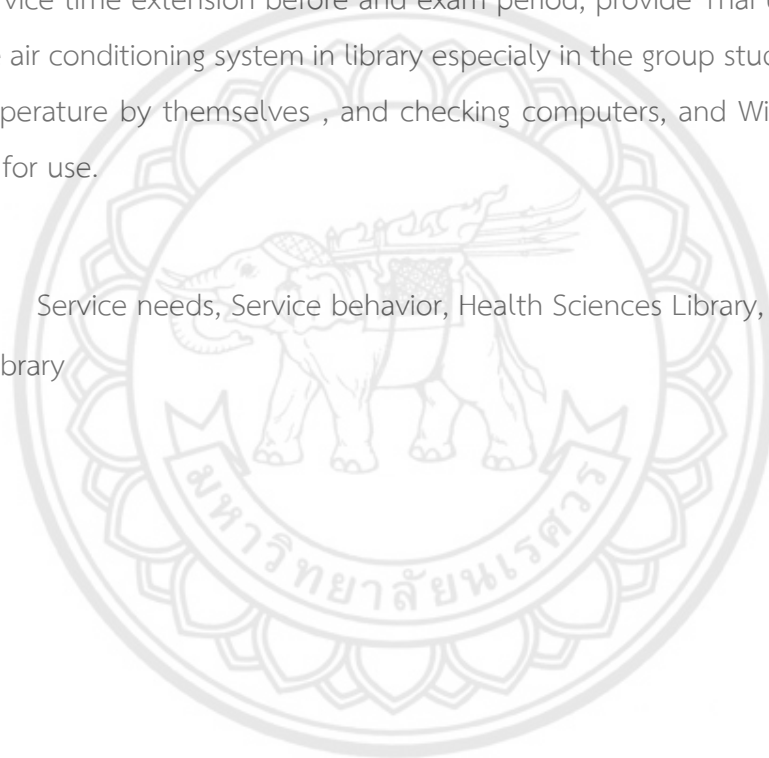 vice time extension before and exam period, provide Thai
air conditioning system in library especialy in the group stud
perature by themselves , and checking computers, and Wi
for use.
Service needs, Service behavior, Health Sciences Library,
brary
มหาวิทยาลัยนเรศวร